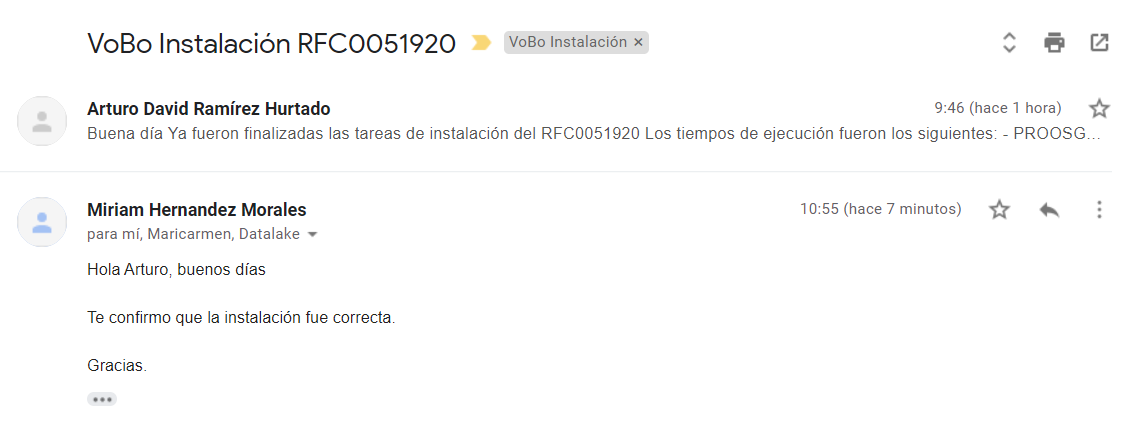 VoBo Instalación RFC0051920 VoBo Instalación ×
Arturo David Ramírez Hurtado 9:46 (hace 1 hora)
Buena día Ya fueron finalizadas las tareas de instalación del RFC0051920 Los tiempos de ejecución fueron los siguientes: - PROOSG...
Miriam Hernandez Morales 10:55 (hace 7 minutos)
para mí, Maricarmen, Datalake
Hola Arturo, buenos días
Te confirmo que la instalación fue correcta.
Gracias.